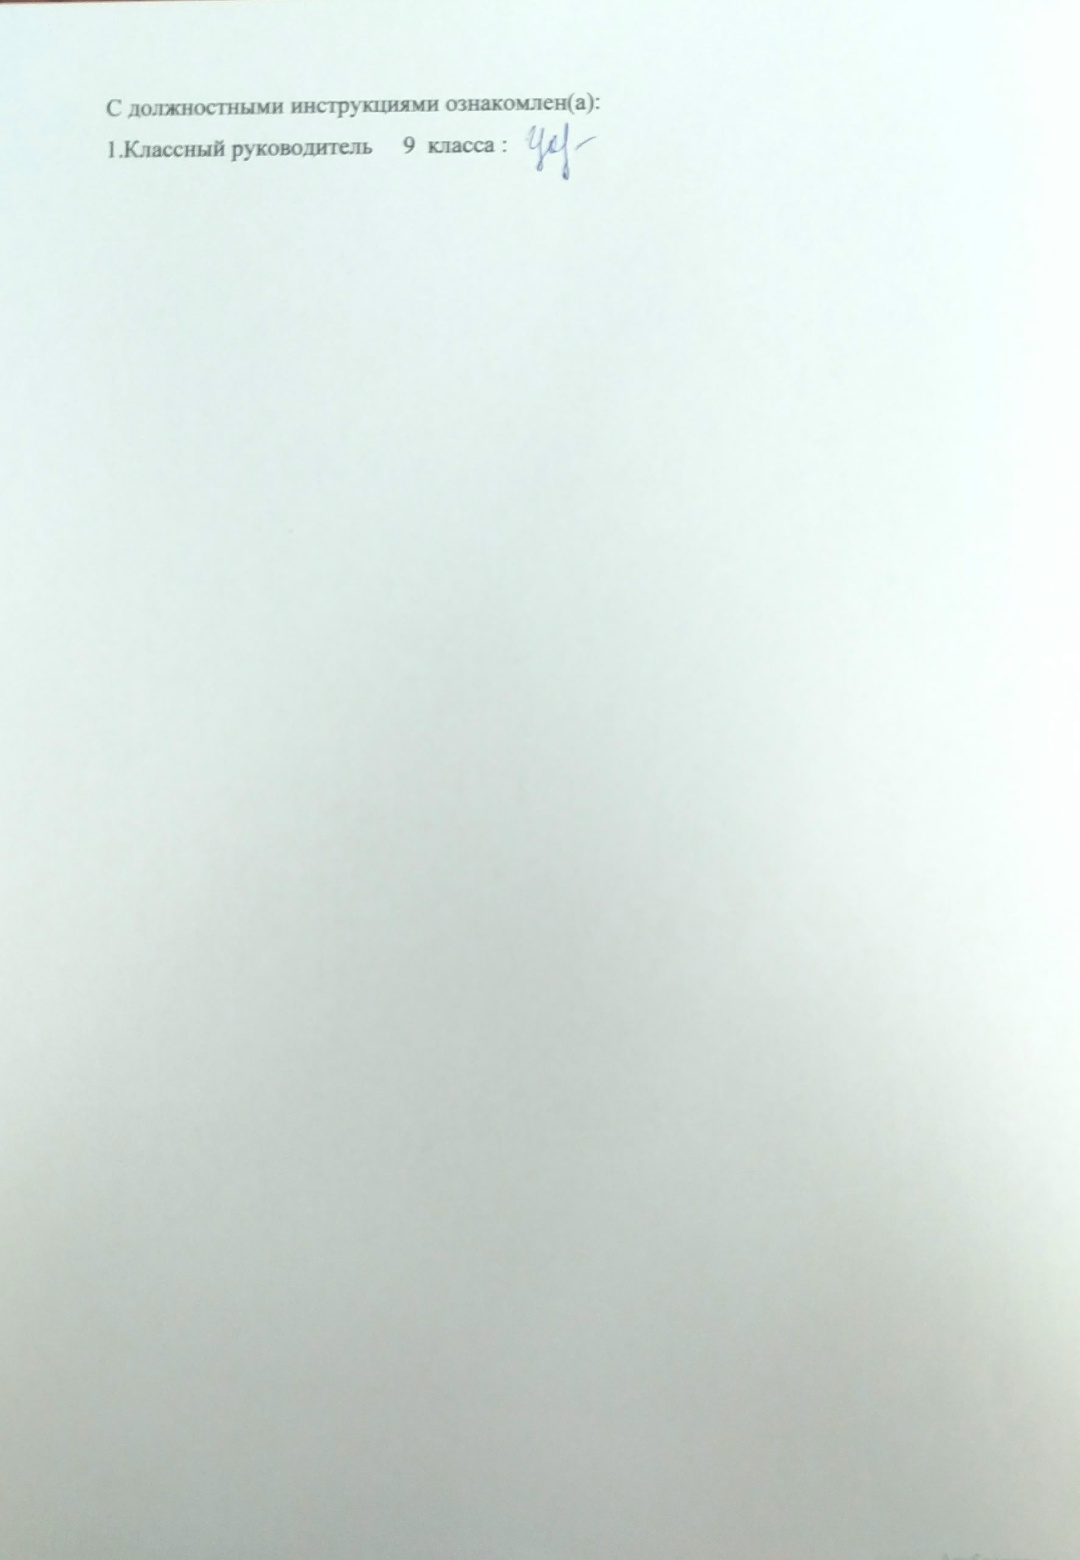 С должностными инструкциями ознакомлен(а):
1.Классный руководитель 9 класса :